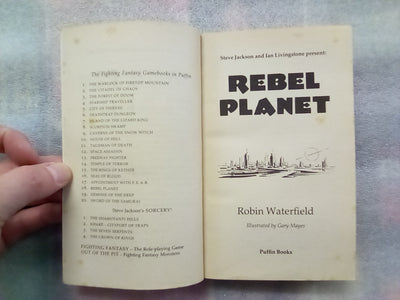 The Fighting Fantasy Gamebooks in Puffin
1. THE WARLOCK OF FIRETOP MOUNTAIN
2. THE CITADEL OF CHAOS
3. THE FOREST OF DOOM
4. STARSHIP TRAVELLER
5. CITY OF THIEVES
6. DEATHTRAP DUNGEON
7. ISLAND OF THE LIZARD KING
8. SCORPION SWAMP
9. CAVERNS OF THE SNOW WITCH
10. HOUSE OF HELL
11. TALISMAN OF DEATH
12. SPACE ASSASSIN
13. FREEWAY FIGHTER
14. TEMPLE OF TERROR
15. THE RINGS OF KETHER
16. SEAS OF BLOOD
17. APPOINTMENT WITH F.E.A.R.
18. REBEL PLANET
19. DEMONS OF THE DEEP
20. SWORD OF THE SAMURAI
Steve Jackson's SORCERY!
1. THE SHAMUTANTI HILLS
2. KHARÉ - CITYPORT OF TRAPS
3. THE SEVEN SERPENTS
4. THE CROWN OF KINGS
FIGHTING FANTASY - The Role-playing Game
OUT OF THE PIT - Fighting Fantasy Monsters
Steve Jackson and Ian Livingstone present:
REBEL
PLANET
Robin Waterfield
Illustrated by Gary Mayes
Puffin Books